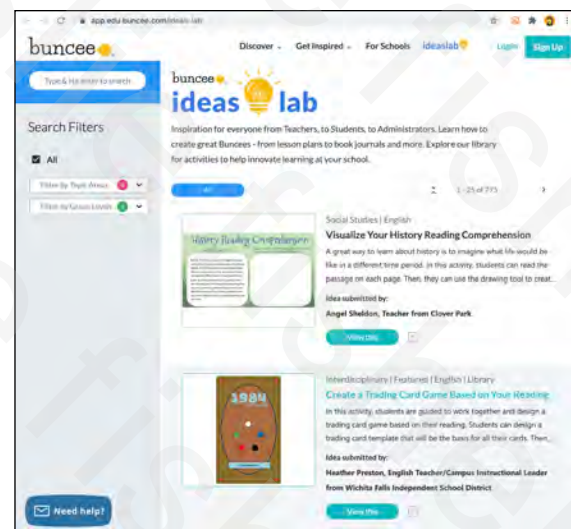 app.edu.buncee.com/ideas-lab
buncee
Discover Get Inspired For Schools ideaslab Login Sign Up
Type & hit enter to search
buncee
ideas lab
Search Filters
Inspiration for everyone from Teachers, to Students, to Administrators. Learn how to
create great Buncees - from lesson plans to book journals and more. Explore our library
for activities to help innovate learning at your school.
All
Filter by Topic Areas
Filter by Grade Levels
All
1 - 25 of 775
Social Studies | English
Visualize Your History Reading Comprehension
History Reading Comprehension
A great way to learn about history is to imagine what life would be
like in a different time period. In this activity, students can read the
passage on each page. Then, they can use the drawing tool to creat...
Idea submitted by:
Angel Sheldon, Teacher from Clover Park
View this
Interdisciplinary | Featured | English | Library
Create a Trading Card Game Based on Your Reading
1984
In this activity, students are guided to work together and design a
trading card game based on their reading. Students can design a
trading card template that will be the basis for all their cards. Then...
Idea submitted by:
Heather Preston, English Teacher/Campus Instructional Leader
from Wichita Falls Independent School District
View this
Need help?